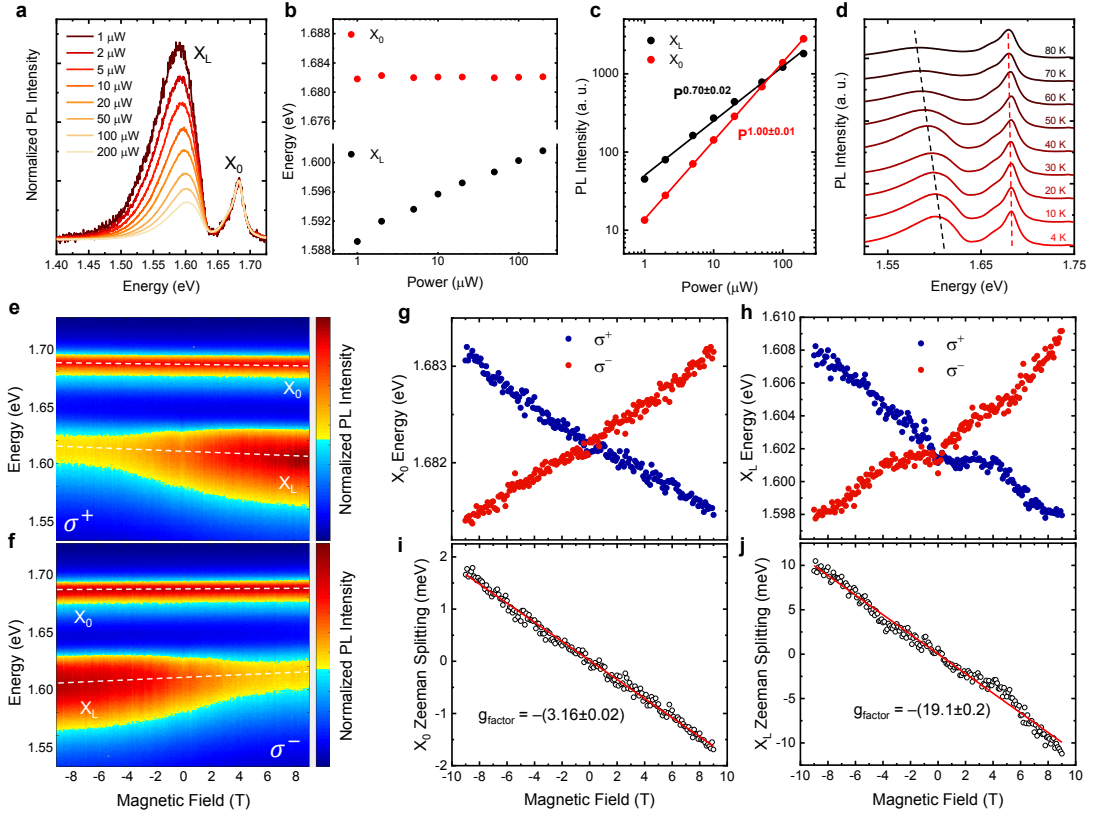 a
1 μW
2 μW
5 μW
10 μW
20 μW
50 μW
100 μW
200 μW
X_L
X_0
Normalized PL Intensity
1.40 1.45 1.50 1.55 1.60 1.65 1.70
Energy (eV)
b
1.688
1.684
1.680
1.676
1.600
1.596
1.592
1.588
X_0
X_L
Energy (eV)
1 10 100
Power (μW)
c
X_L
X_0
P^0.70±0.02
P^1.00±0.01
1000
100
10
PL Intensity (a. u.)
1 10 100
Power (μW)
d
80 K
70 K
60 K
50 K
40 K
30 K
20 K
10 K
4 K
PL Intensity (a. u.)
1.55 1.65 1.75
Energy (eV)
e
1.70
1.65
1.60
1.55
Energy (eV)
X_0
X_L
σ+
Normalized PL Intensity
f
1.70
1.65
1.60
1.55
Energy (eV)
X_0
X_L
σ−
Normalized PL Intensity
-8 -6 -4 -2 0 2 4 6 8
Magnetic Field (T)
g
σ+
σ−
1.683
1.682
X_0 Energy (eV)
h
σ+
σ−
1.610
1.608
1.606
1.604
1.602
1.600
1.598
X_L Energy (eV)
i
2
1
0
-1
-2
X_0 Zeeman Splitting (meV)
g_factor = −(3.16±0.02)
-10 -8 -6 -4 -2 0 2 4 6 8 10
Magnetic Field (T)
j
10
5
0
-5
-10
X_L Zeeman Splitting (meV)
g_factor = −(19.1±0.2)
-10 -8 -6 -4 -2 0 2 4 6 8 10
Magnetic Field (T)